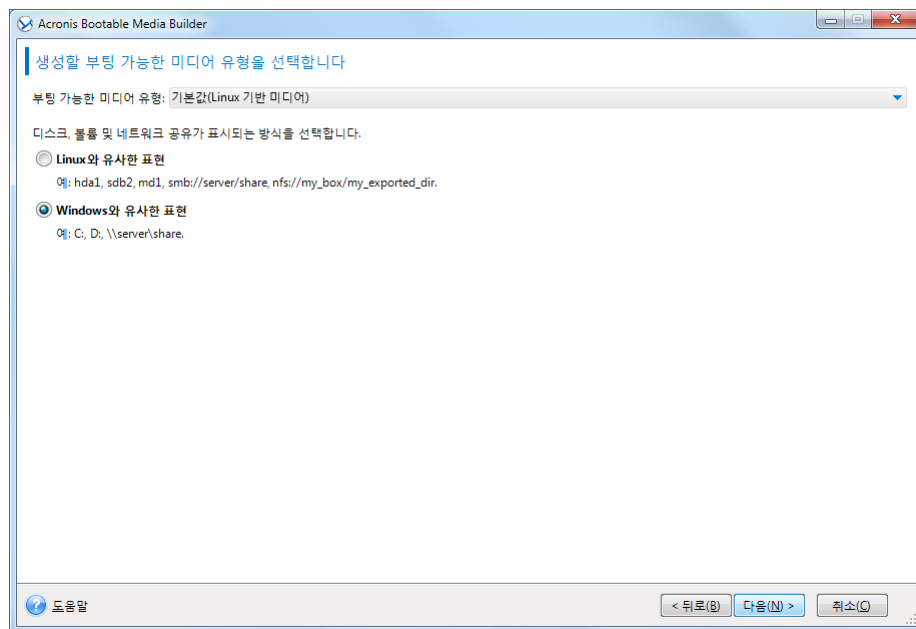 Acronis Bootable Media Builder
생성할 부팅 가능한 미디어 유형을 선택합니다
부팅 가능한 미디어 유형: 기본값(Linux 기반 미디어)
디스크, 볼륨 및 네트워크 공유가 표시되는 방식을 선택합니다.
Linux와 유사한 표현
예: hda1, sdb2, md1, smb://server/share, nfs://my_box/my_exported_dir.
Windows와 유사한 표현
예: C:, D:, \\server\share.
도움말
< 뒤로(B) 다음(N) > 취소(C)